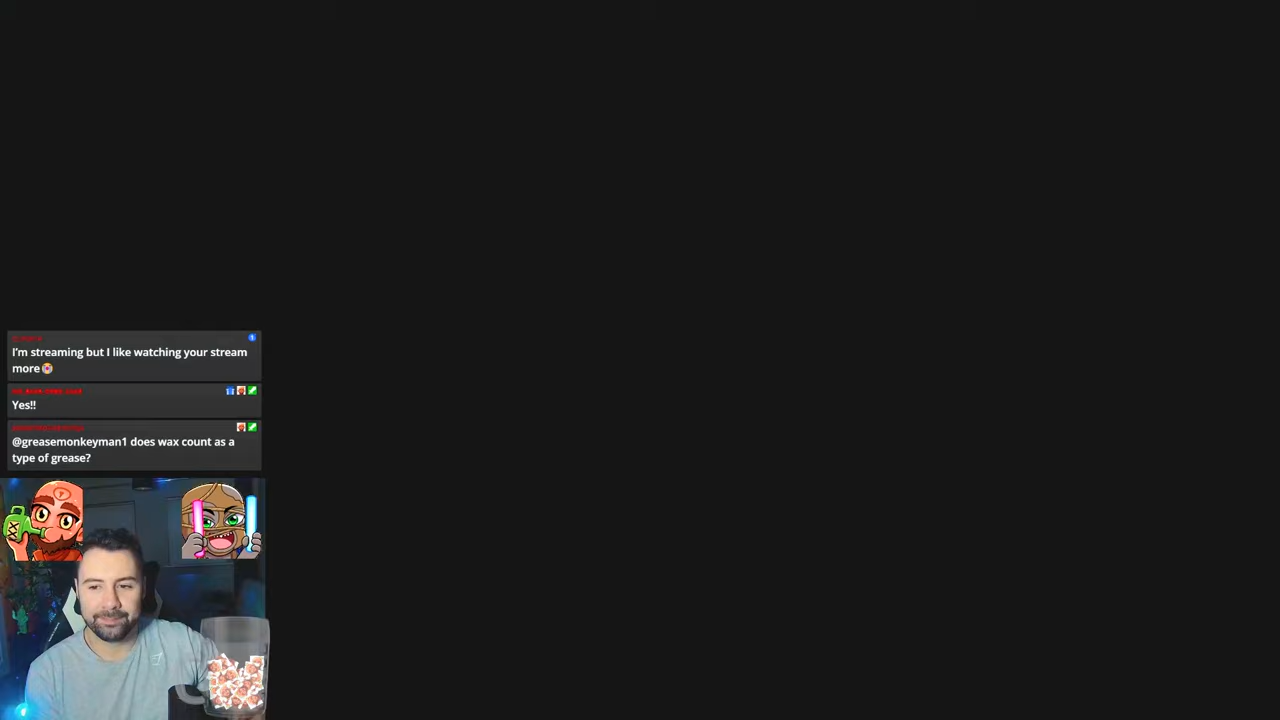 I'm streaming but I like watching your stream
more
Yes!!
@greasemonkeyman1 does wax count as a
type of grease?